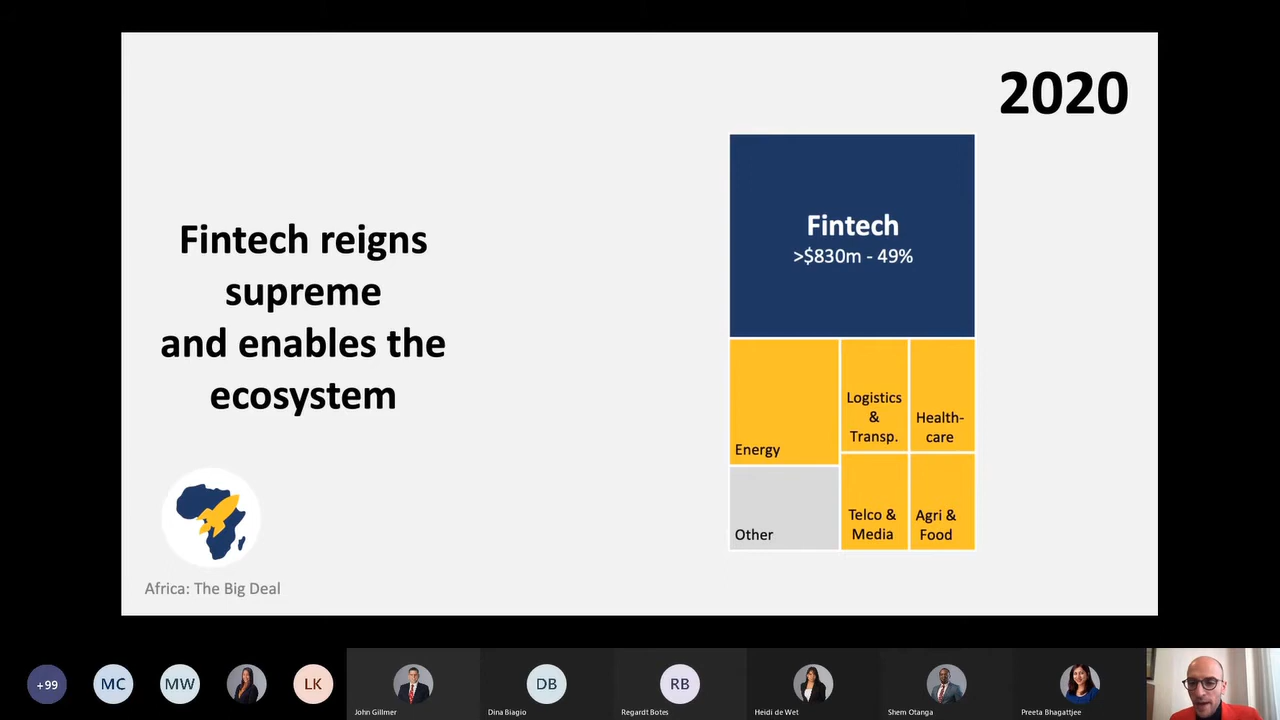 2020
Fintech reigns
supreme
and enables the
ecosystem
Fintech
>$830m - 49%
Energy
Logistics
&
Transp.
Health-
care
Other
Telco &
Media
Agri &
Food
Africa: The Big Deal
+99
MC
MW
LK
John Gillmer
DB
Dina Biagio
RB
Regardt Botes
Heidi de Wet
Shem Otanga
Preeta Bhagattjee